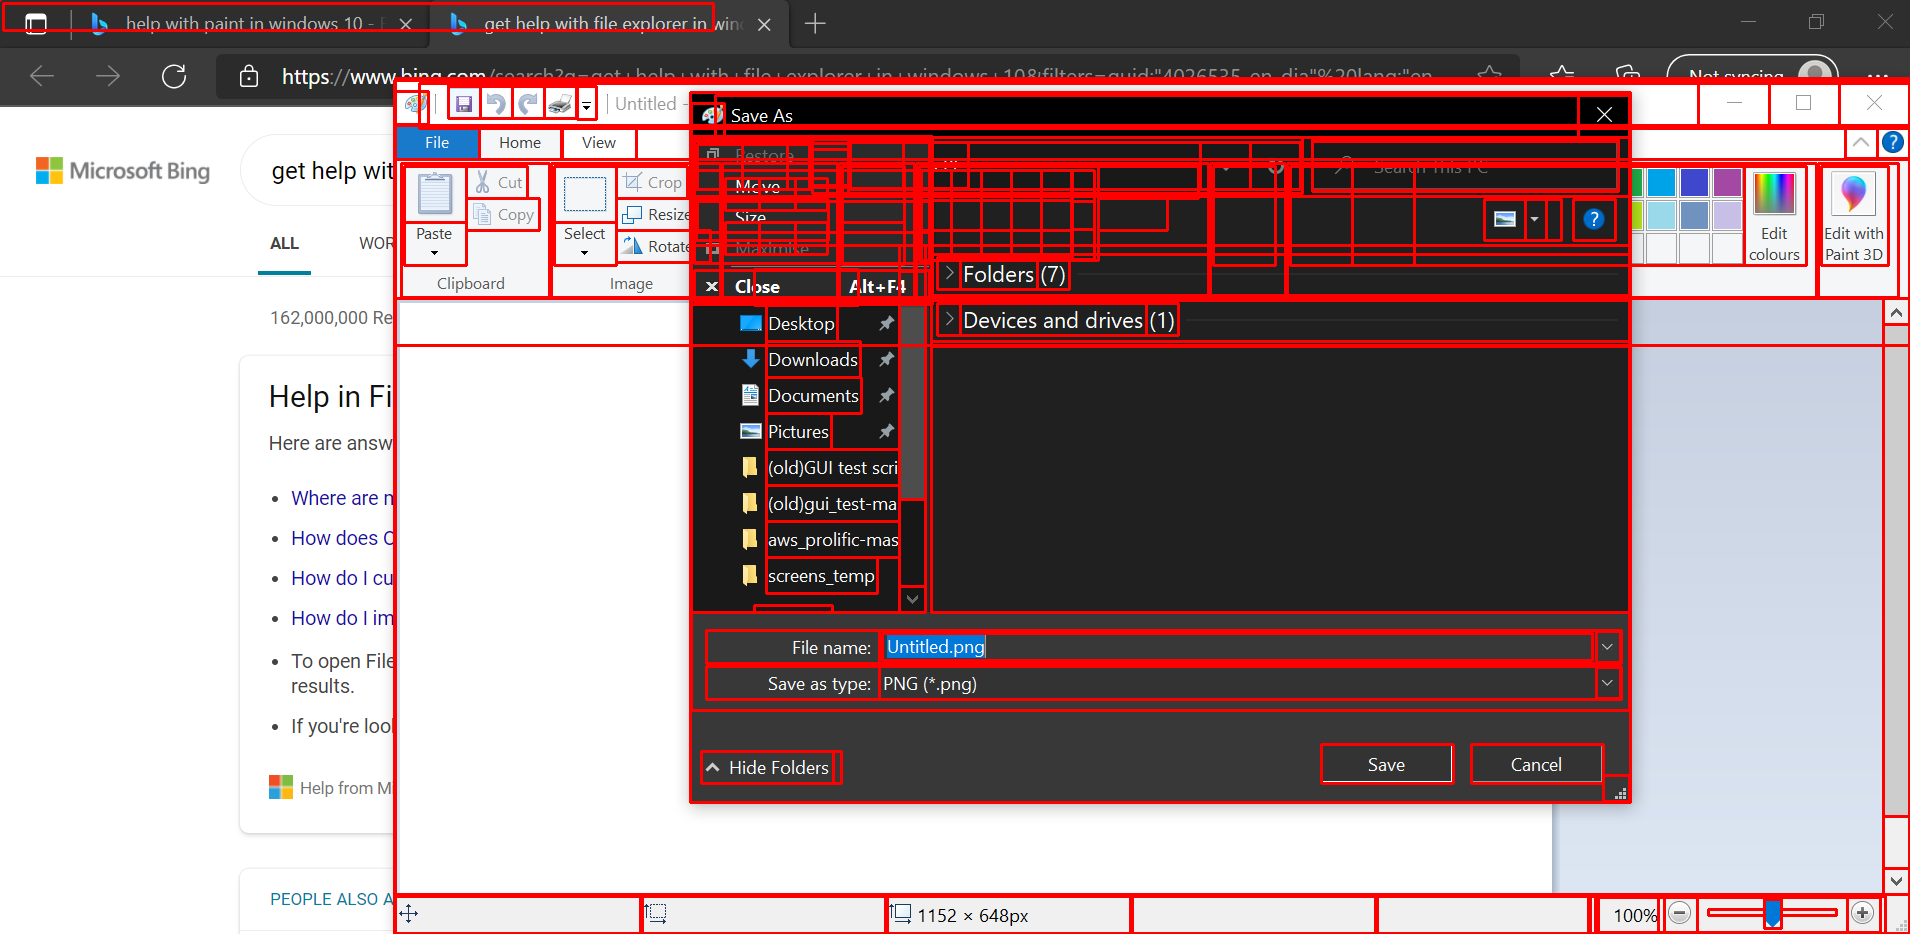 help with paint in windows 10 -
get help with file explorer in win
https://www.bing.com/search?q=get+help+with+file+explorer+in+windows+10&filters=guid:"4026535-en-dia"%20lang:"en
Not syncing
Untitled -
Save As
File
Home
View
Microsoft Bing
get help wit
Restore
Search This PC
Cut
Crop
Move
Copy
Resize
Size
Paste
Select
Rotate
Maximise
Edit
colours
Edit with
Paint 3D
ALL
WOR
Clipboard
Image
Close
Alt+F4
Folders (7)
162,000,000 Re
Desktop
Devices and drives (1)
Downloads
Documents
Pictures
(old)GUI test scri
(old)gui_test-ma
aws_prolific-mas
screens_temp
Help in Fi
Here are answ
Where are m
How does C
How do I cu
How do I im
To open File
results.
If you're loo
Help from Mi
File name:
Untitled.png
Save as type:
PNG (*.png)
Hide Folders
Save
Cancel
PEOPLE ALSO A
1152 × 648px
100%